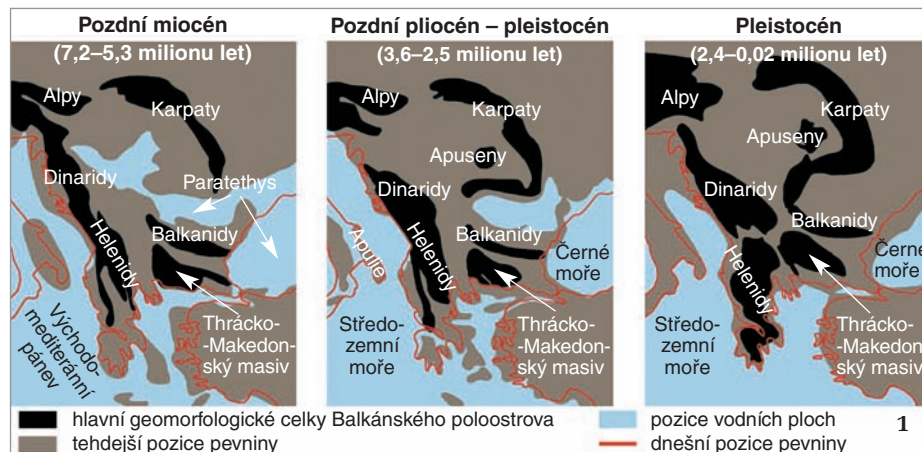 Pozdní miocén
(7,2–5,3 milionu let)
Alpy
Karpaty
Dinaridy
Paratethys
Balkanidy
Helenidy
Východo-
mediteránní
pánev
Thrácko-
-Makedon-
ský masiv
Pozdní pliocén – pleistocén
(3,6–2,5 milionu let)
Alpy
Karpaty
Apuseny
Dinaridy
Apulie
Helenidy
Balkanidy
Černé
moře
Středo-
zemní
moře
Thrácko-
-Makedon-
ský masiv
Pleistocén
(2,4–0,02 milionu let)
Alpy
Karpaty
Apuseny
Dinaridy
Balkanidy
Helenidy
Černé
moře
Středo-
zemní
moře
Thrácko-
-Makedon-
ský masiv
hlavní geomorfologické celky Balkánského poloostrova
tehdejší pozice pevniny
pozice vodních ploch
dnešní pozice pevniny
1